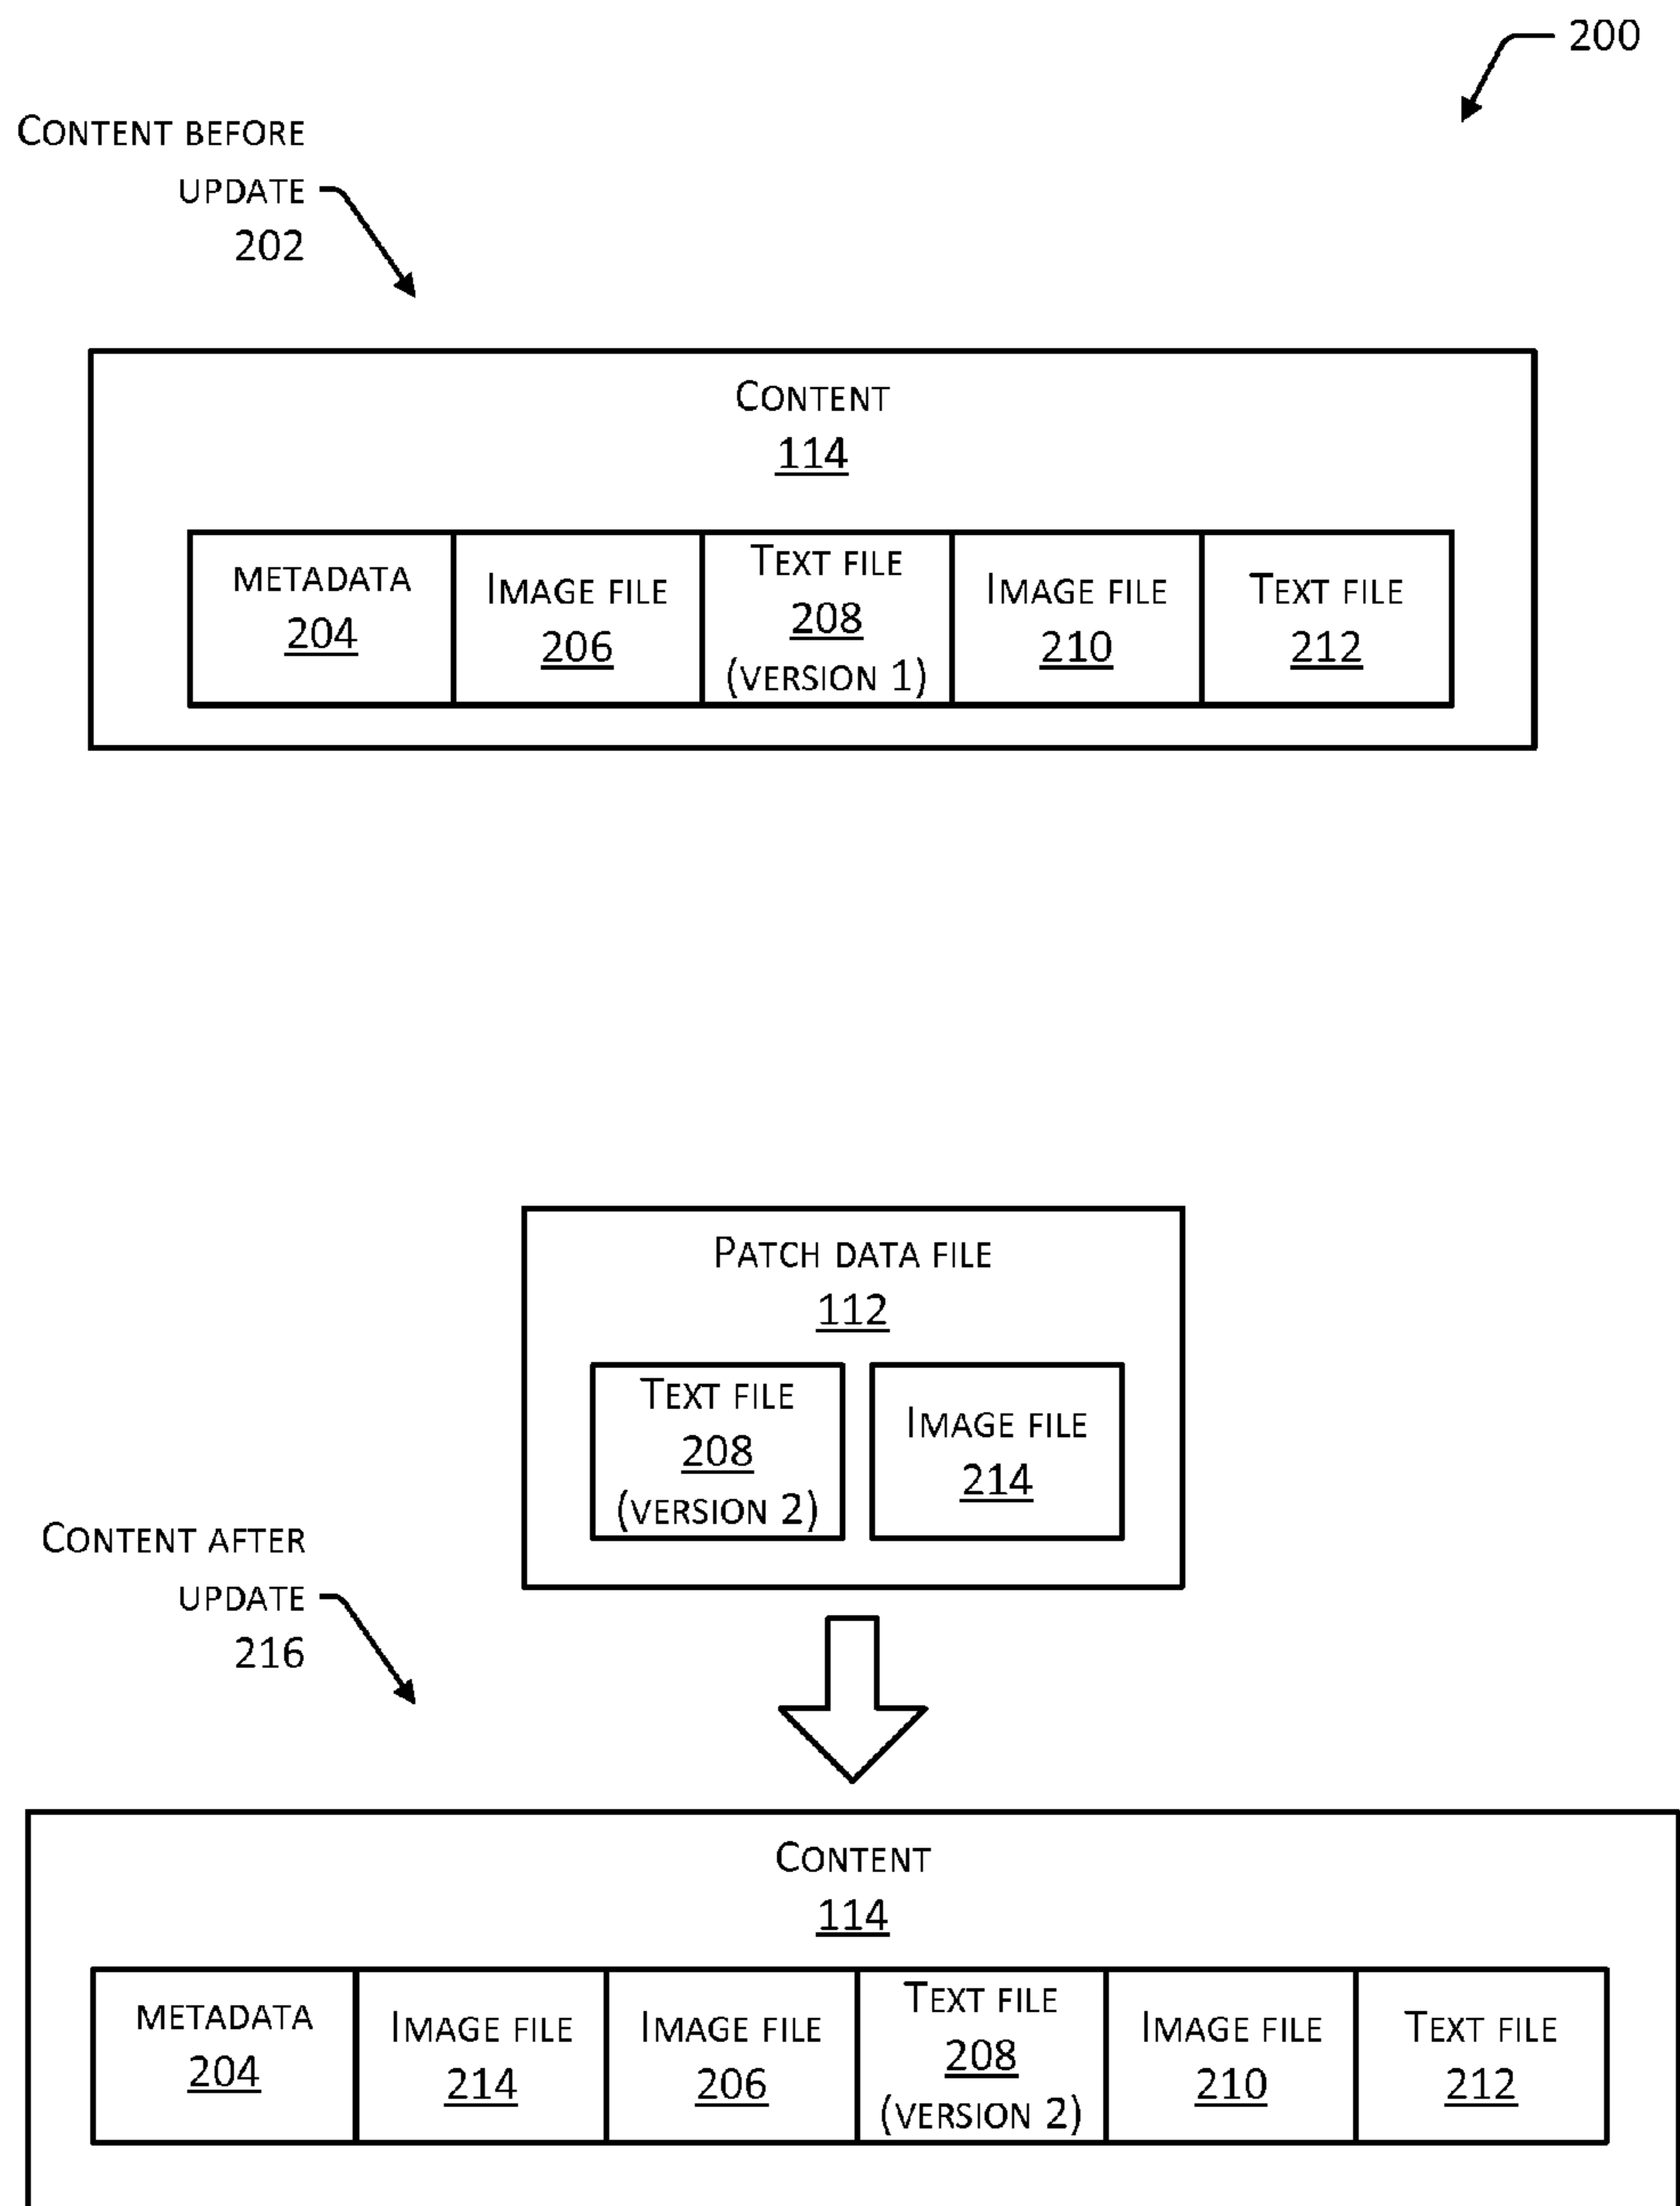 200
Content before
update
202
Content
114
metadata
204
Image file
206
Text file
208
(version 1)
Image file
210
Text file
212
Patch data file
112
Text file
208
(version 2)
Image file
214
Content after
update
216
Content
114
metadata
204
Image file
214
Image file
206
Text file
208
(version 2)
Image file
210
Text file
212